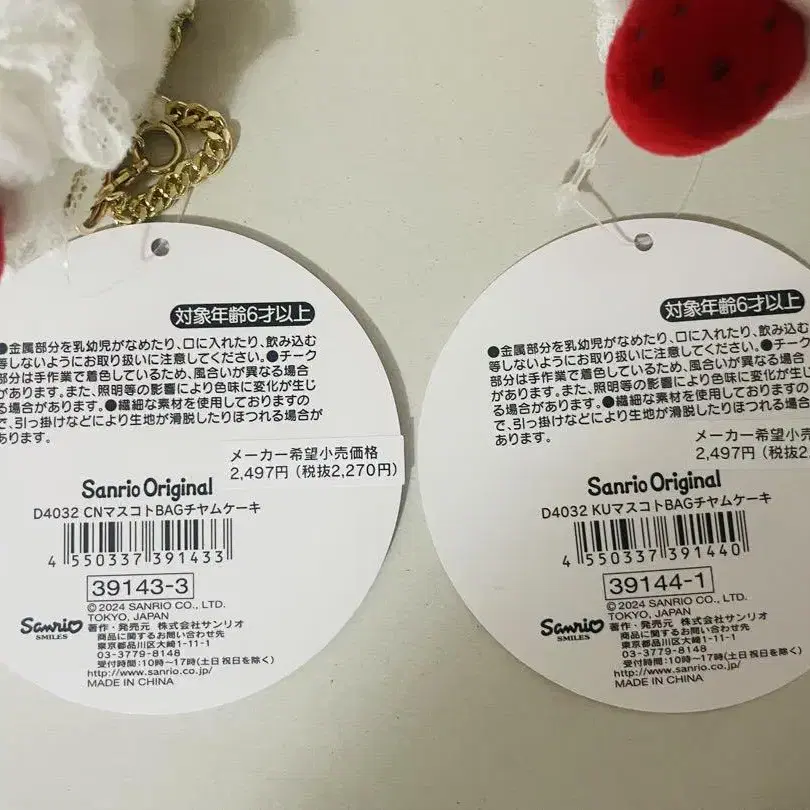 対象年齢6才以上
●金属部分を乳幼児がなめたり、口に入れたり、飲み込む
等しないようにお取り扱いに注意してください。●チーク
部分は手作業で着色しているため、風合いが異なる場合
があります。また、照明等の影響により色味に変化が生じ
る場合があります。●繊細な素材を使用しておりますの
で、引っ掛けなどにより生地が滑脱したりほつれる場合が
あります。
メーカー希望小売価格
2,497円（税抜2,270円）
Sanrio Original
D4032 CNマスコトBAGチヤムケーキ
4 550337 391433
39143-3
© 2024 SANRIO CO., LTD.
TOKYO, JAPAN
Sanrio
SMILES
著作・発売元 株式会社サンリオ
商品に関するお問い合わせ先
東京都品川区大崎1-11-1
03-3779-8148
受付時間：10時〜17時(土日祝日を除く)
http://www.sanrio.co.jp/
MADE IN CHINA
対象年齢6才以上
●金属部分を乳幼児がなめたり、口に入れたり、飲み込
等しないようにお取り扱いに注意してください。●チーク
部分は手作業で着色しているため、風合いが異なる場合
があります。また、照明等の影響により色味に変化が生じ
る場合があります。●繊細な素材を使用しておりますの
で、引っ掛けなどにより生地が滑脱したりほつれる場合が
あります。
メーカー希望小売価
2,497円（税抜2,
Sanrio Original
D4032 KUマスコトBAGチヤムケーキ
4 550337 391440
39144-1
© 2024 SANRIO CO., LTD.
TOKYO, JAPAN
Sanrio
SMILES
著作・発売元 株式会社サンリオ
商品に関するお問い合わせ先
東京都品川区大崎1-11-1
03-3779-8148
受付時間：10時〜17時(土日祝日を除く)
http://www.sanrio.co.jp/
MADE IN CHINA